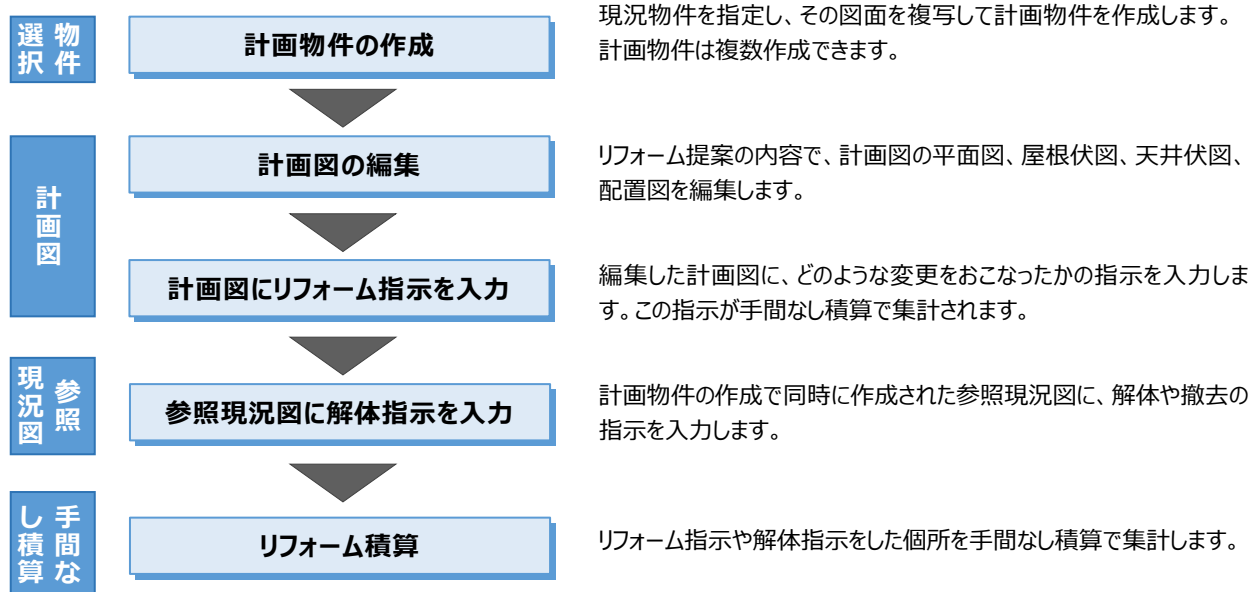 物件
選択
計画物件の作成
現況物件を指定し、その図面を複写して計画物件を作成します。
計画物件は複数作成できます。
計画図
計画図の編集
リフォーム提案の内容で、計画図の平面図、屋根伏図、天井伏図、
配置図を編集します。
計画図にリフォーム指示を入力
編集した計画図に、どのような変更をおこなったかの指示を入力しま
す。この指示が手間なし積算で集計されます。
参照
現況図
参照現況図に解体指示を入力
計画物件の作成で同時に作成された参照現況図に、解体や撤去の
指示を入力します。
手間な
し積算
リフォーム積算
リフォーム指示や解体指示をした個所を手間なし積算で集計します。